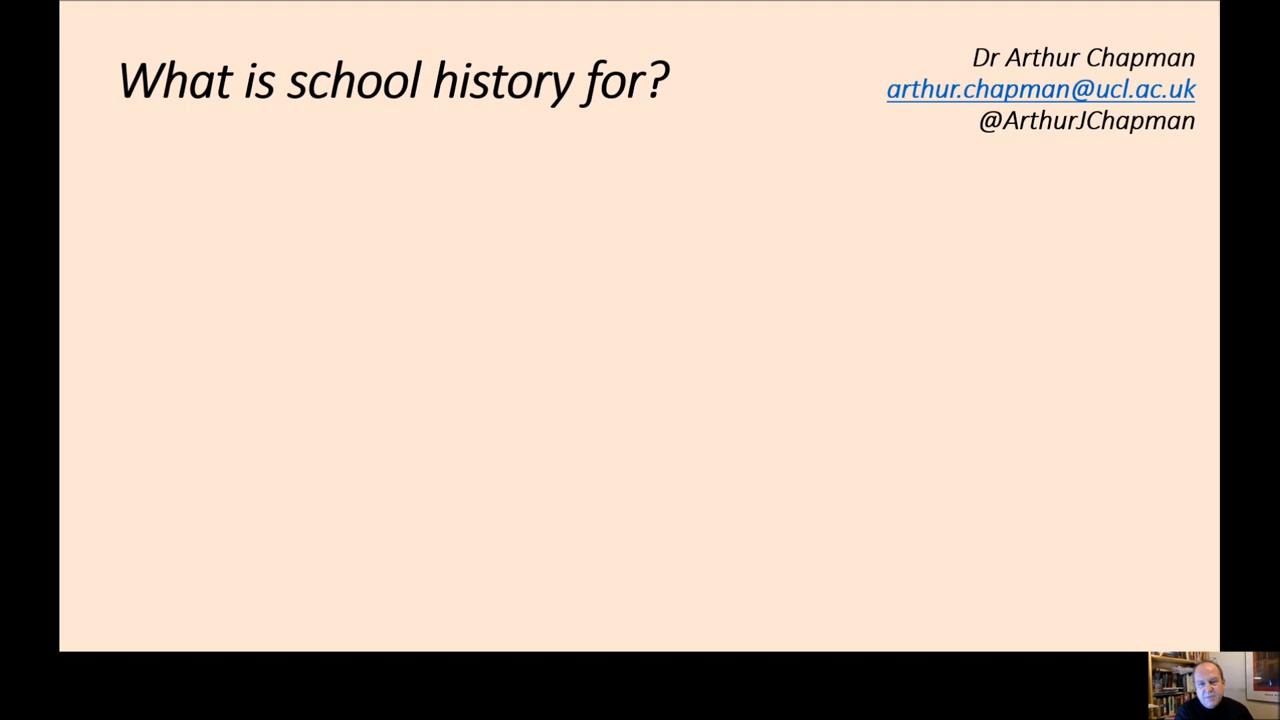 What is school history for?
Dr Arthur Chapman
arthur.chapman@ucl.ac.uk
@ArthurJChapman